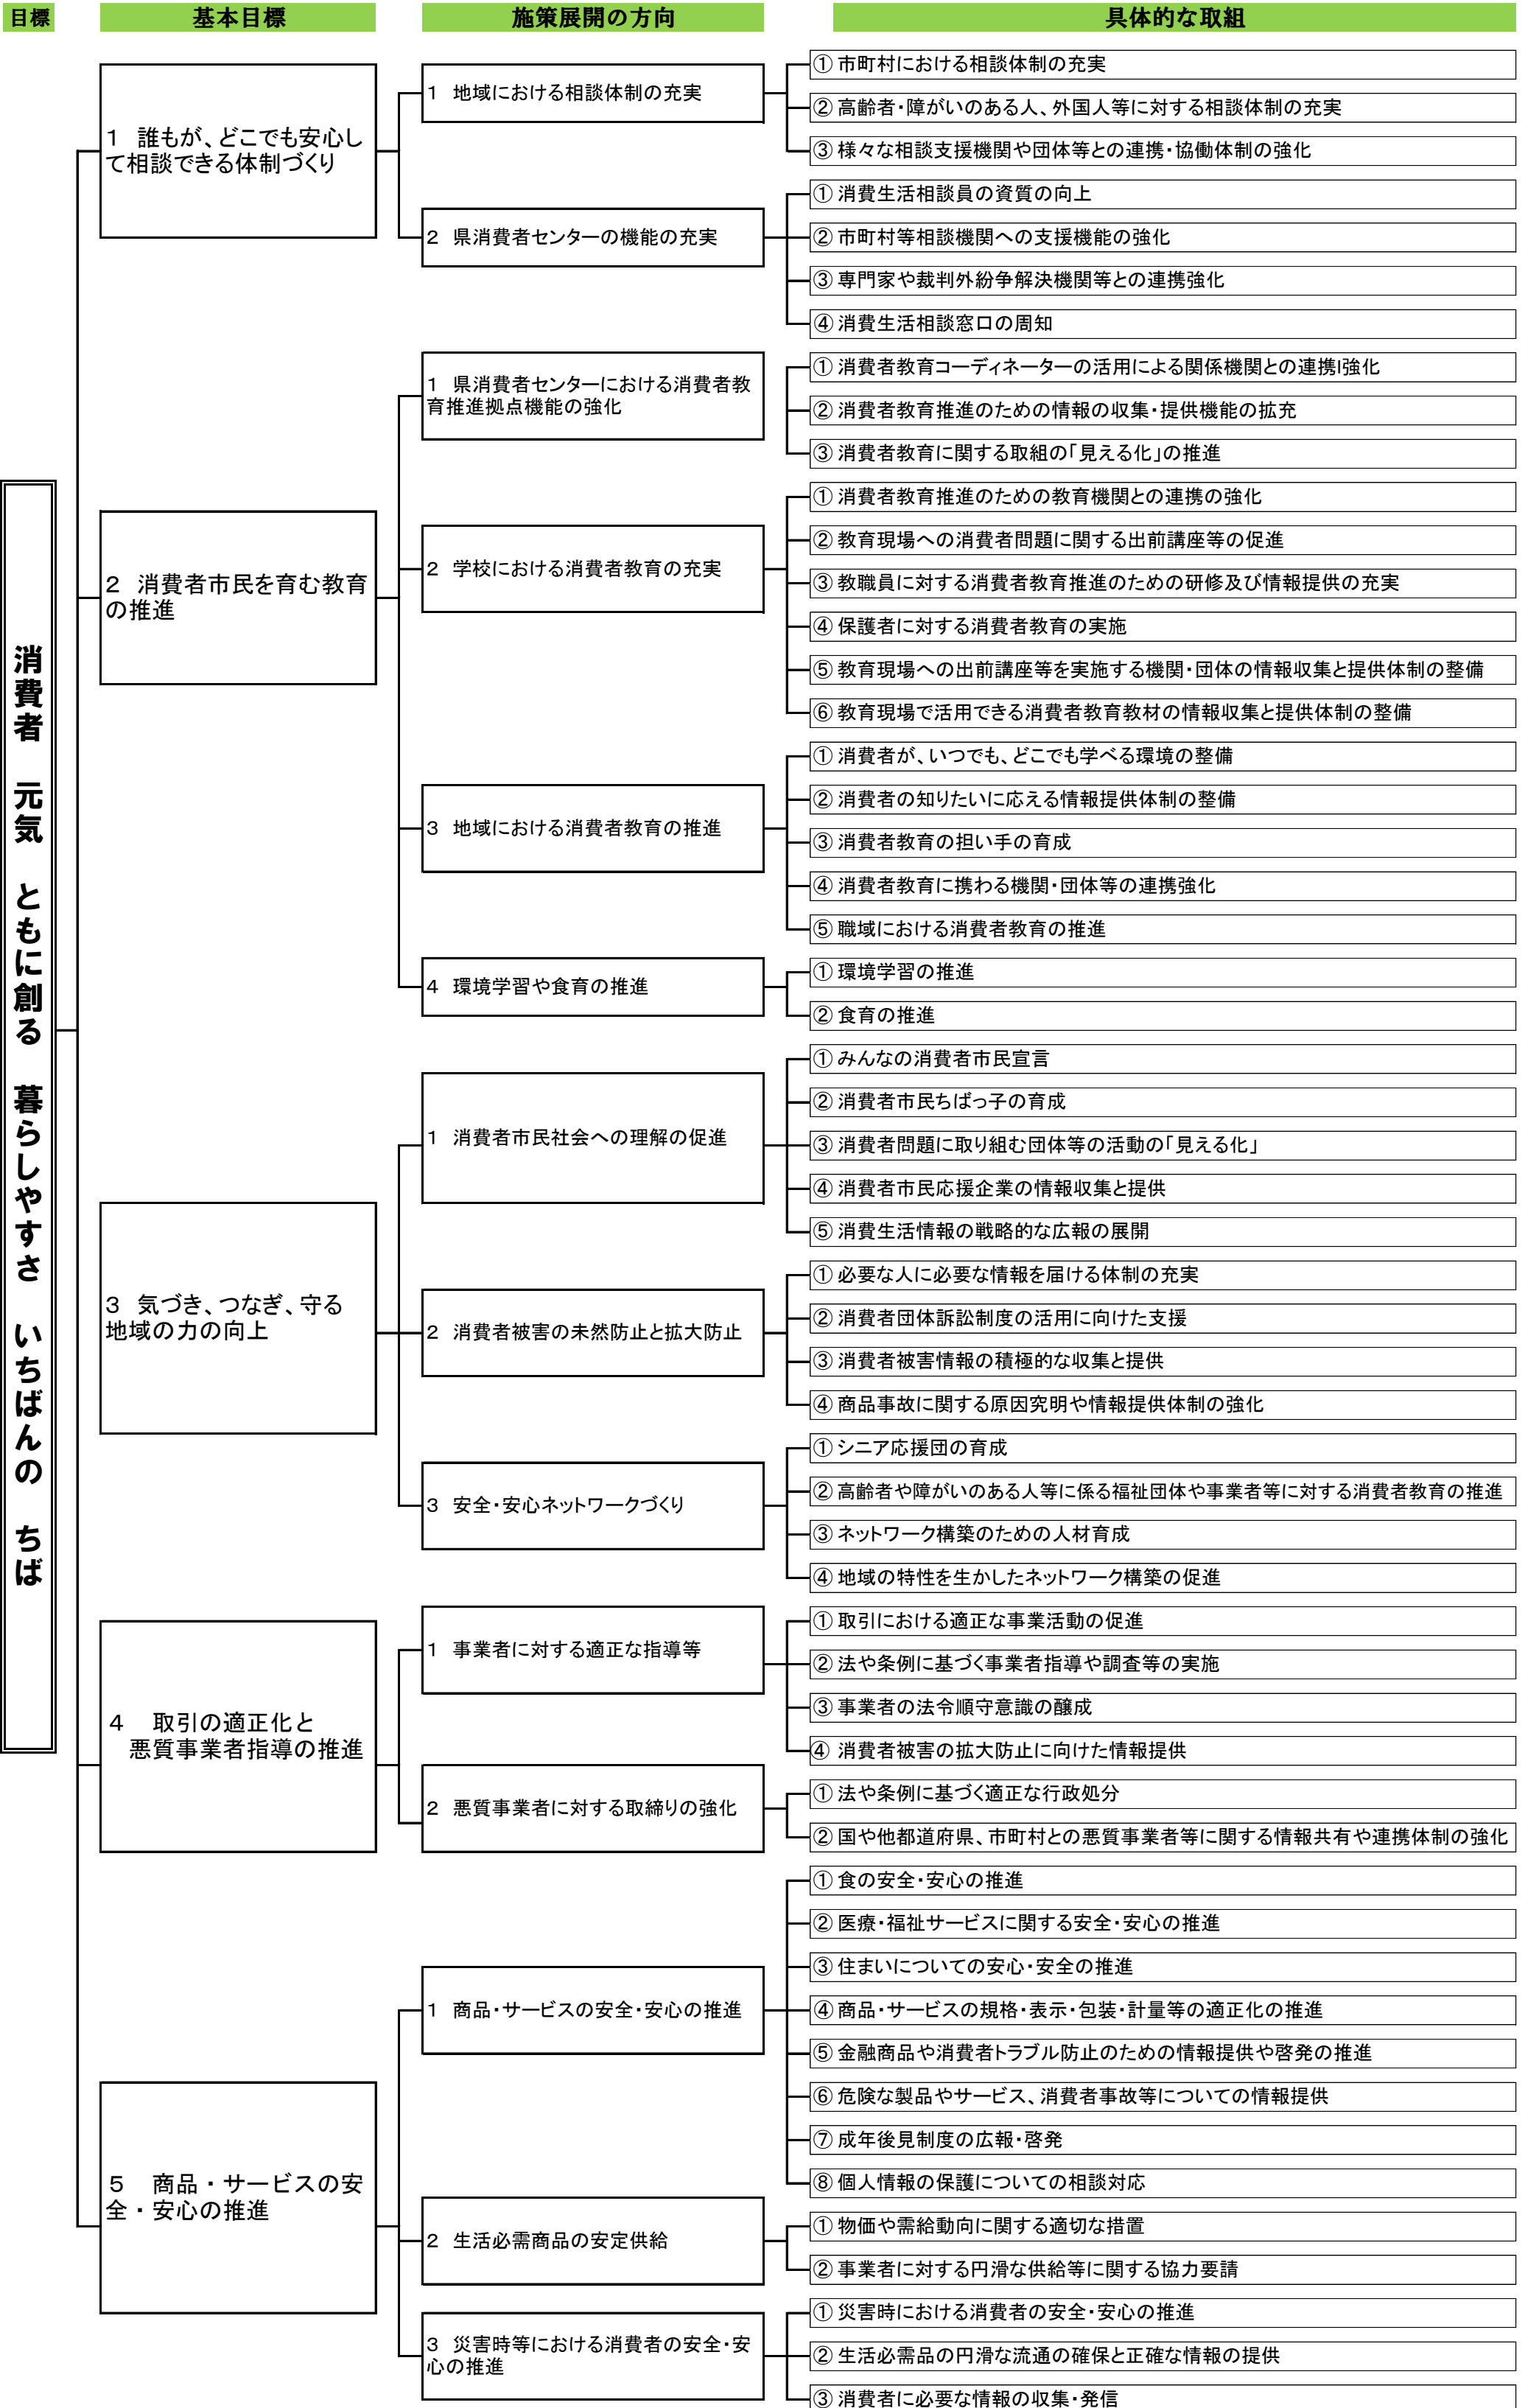 目標
基本目標
施策展開の方向
具体的な取組
消費者 元気 ともに創る 暮らしやすさ いちばんの ちば
1 誰もが、どこでも安心し
て相談できる体制づくり
1 地域における相談体制の充実
① 市町村における相談体制の充実
② 高齢者・障がいのある人、外国人等に対する相談体制の充実
③ 様々な相談支援機関や団体等との連携・協働体制の強化
2 県消費者センターの機能の充実
① 消費生活相談員の資質の向上
② 市町村等相談機関への支援機能の強化
③ 専門家や裁判外紛争解決機関等との連携強化
④ 消費生活相談窓口の周知
2 消費者市民を育む教育
の推進
1 県消費者センターにおける消費者教
育推進拠点機能の強化
① 消費者教育コーディネーターの活用による関係機関との連携l強化
② 消費者教育推進のための情報の収集・提供機能の拡充
③ 消費者教育に関する取組の「見える化」の推進
2 学校における消費者教育の充実
① 消費者教育推進のための教育機関との連携の強化
② 教育現場への消費者問題に関する出前講座等の促進
③ 教職員に対する消費者教育推進のための研修及び情報提供の充実
④ 保護者に対する消費者教育の実施
⑤ 教育現場への出前講座等を実施する機関・団体の情報収集と提供体制の整備
⑥ 教育現場で活用できる消費者教育教材の情報収集と提供体制の整備
3 地域における消費者教育の推進
① 消費者が、いつでも、どこでも学べる環境の整備
② 消費者の知りたいに応える情報提供体制の整備
③ 消費者教育の担い手の育成
④ 消費者教育に携わる機関・団体等の連携強化
⑤ 職域における消費者教育の推進
4 環境学習や食育の推進
① 環境学習の推進
② 食育の推進
3 気づき、つなぎ、守る
地域の力の向上
1 消費者市民社会への理解の促進
① みんなの消費者市民宣言
② 消費者市民ちばっ子の育成
③ 消費者問題に取り組む団体等の活動の「見える化」
④ 消費者市民応援企業の情報収集と提供
⑤ 消費生活情報の戦略的な広報の展開
2 消費者被害の未然防止と拡大防止
① 必要な人に必要な情報を届ける体制の充実
② 消費者団体訴訟制度の活用に向けた支援
③ 消費者被害情報の積極的な収集と提供
④ 商品事故に関する原因究明や情報提供体制の強化
3 安全・安心ネットワークづくり
① シニア応援団の育成
② 高齢者や障がいのある人等に係る福祉団体や事業者等に対する消費者教育の推進
③ ネットワーク構築のための人材育成
④ 地域の特性を生かしたネットワーク構築の促進
4 取引の適正化と
悪質事業者指導の推進
1 事業者に対する適正な指導等
① 取引における適正な事業活動の促進
② 法や条例に基づく事業者指導や調査等の実施
③ 事業者の法令順守意識の醸成
④ 消費者被害の拡大防止に向けた情報提供
2 悪質事業者に対する取締りの強化
① 法や条例に基づく適正な行政処分
② 国や他都道府県、市町村との悪質事業者等に関する情報共有や連携体制の強化
5 商品・サービスの安
全・安心の推進
1 商品・サービスの安全・安心の推進
① 食の安全・安心の推進
② 医療・福祉サービスに関する安全・安心の推進
③ 住まいについての安心・安全の推進
④ 商品・サービスの規格・表示・包装・計量等の適正化の推進
⑤ 金融商品や消費者トラブル防止のための情報提供や啓発の推進
⑥ 危険な製品やサービス、消費者事故等についての情報提供
⑦ 成年後見制度の広報・啓発
⑧ 個人情報の保護についての相談対応
2 生活必需商品の安定供給
① 物価や需給動向に関する適切な措置
② 事業者に対する円滑な供給等に関する協力要請
3 災害時等における消費者の安全・安
心の推進
① 災害時における消費者の安全・安心の推進
② 生活必需品の円滑な流通の確保と正確な情報の提供
③ 消費者に必要な情報の収集・発信